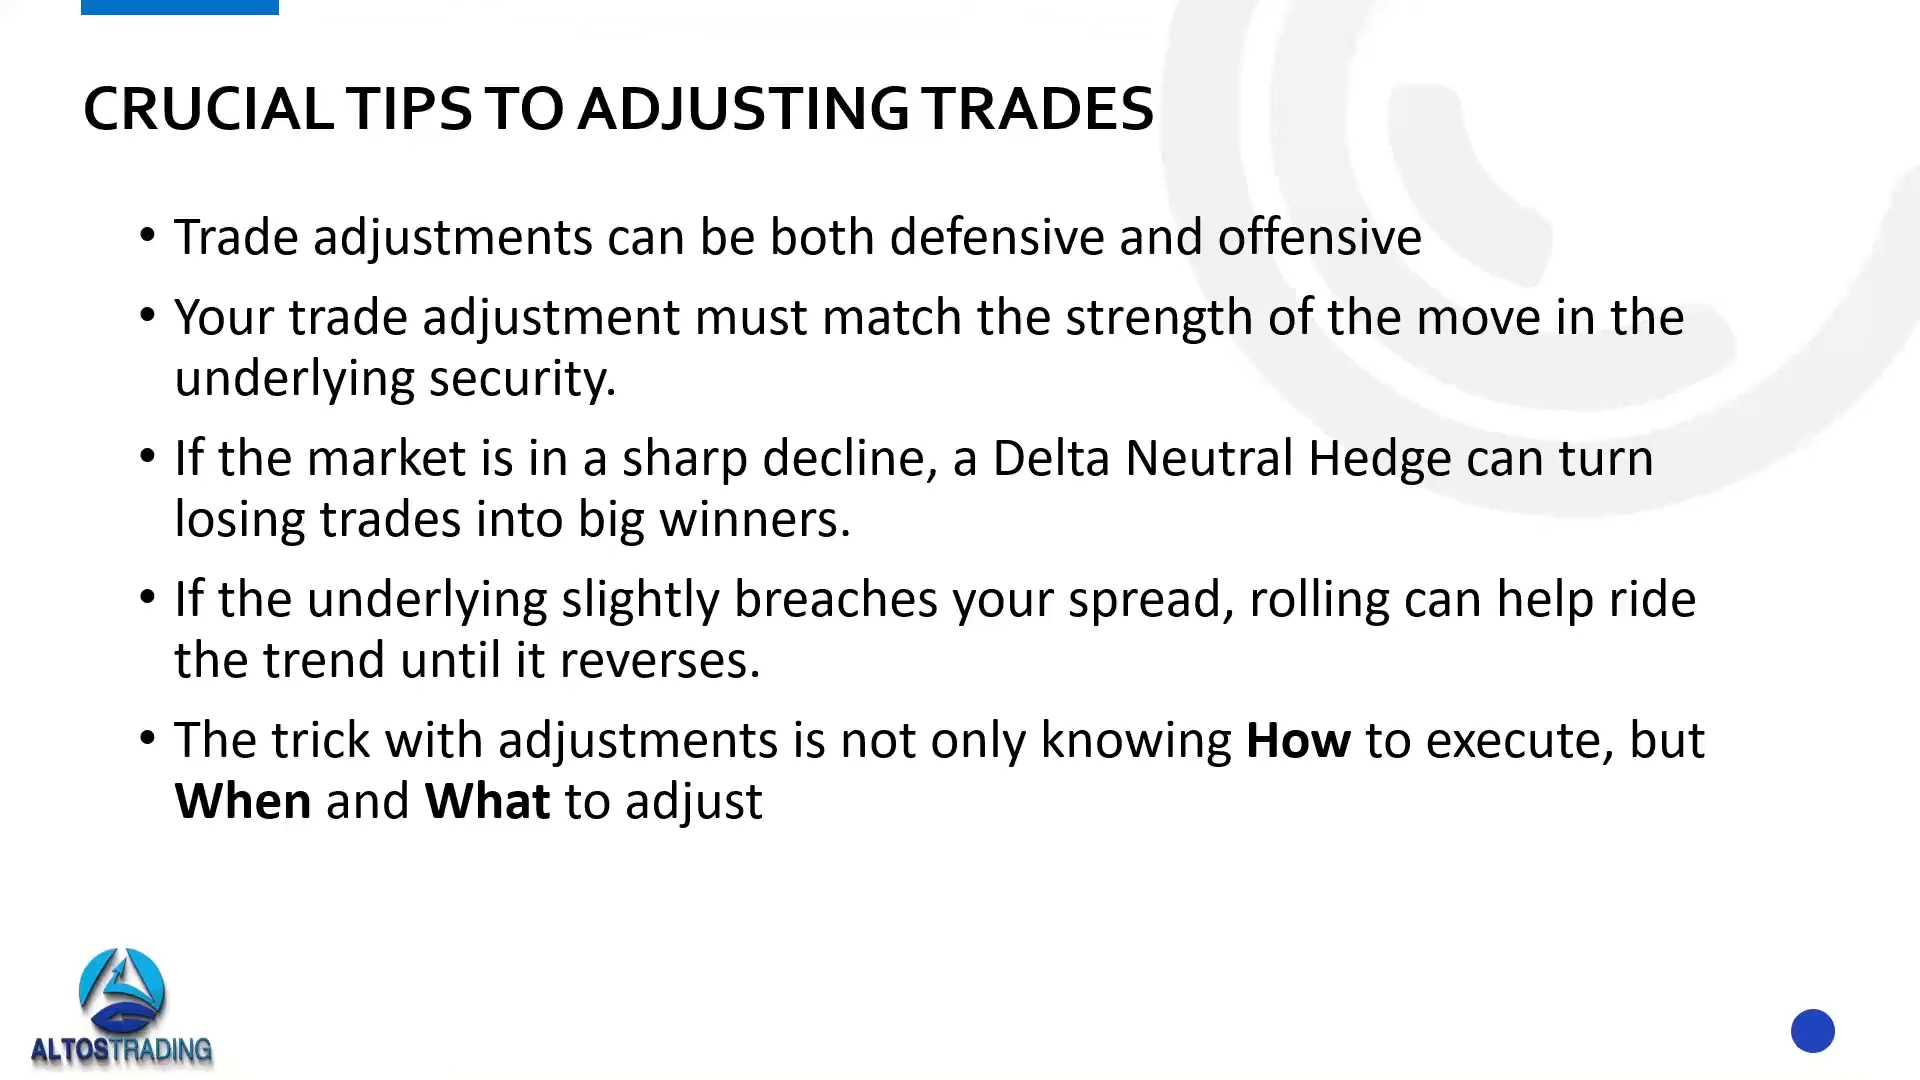 CRUCIAL TIPS TO ADJUSTING TRADES
• Trade adjustments can be both defensive and offensive
• Your trade adjustment must match the strength of the move in the
underlying security.
• If the market is in a sharp decline, a Delta Neutral Hedge can turn
losing trades into big winners.
• If the underlying slightly breaches your spread, rolling can help ride
the trend until it reverses.
• The trick with adjustments is not only knowing How to execute, but
When and What to adjust
ALTOSTRADING